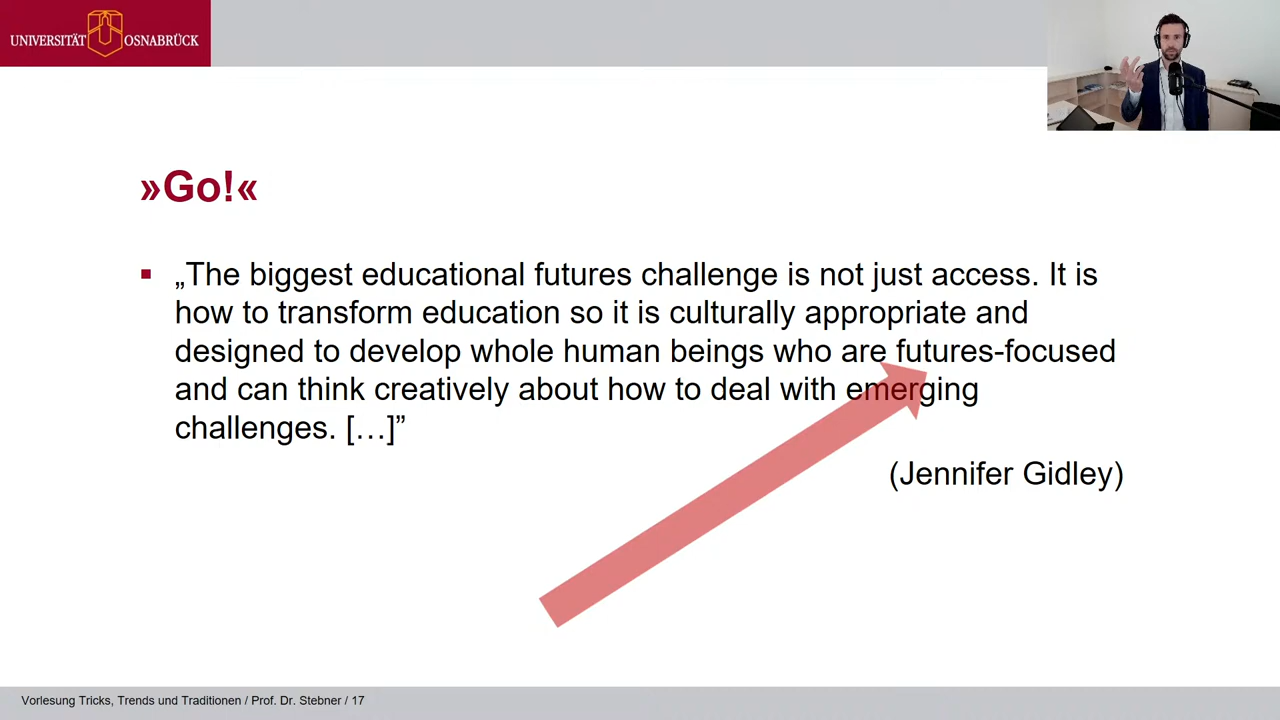 UNIVERSITÄT OSNABRÜCK
»Go!«
▪ „The biggest educational futures challenge is not just access. It is
how to transform education so it is culturally appropriate and
designed to develop whole human beings who are futures-focused
and can think creatively about how to deal with emerging
challenges. […]”
(Jennifer Gidley)
Vorlesung Tricks, Trends und Traditionen / Prof. Dr. Stebner / 17